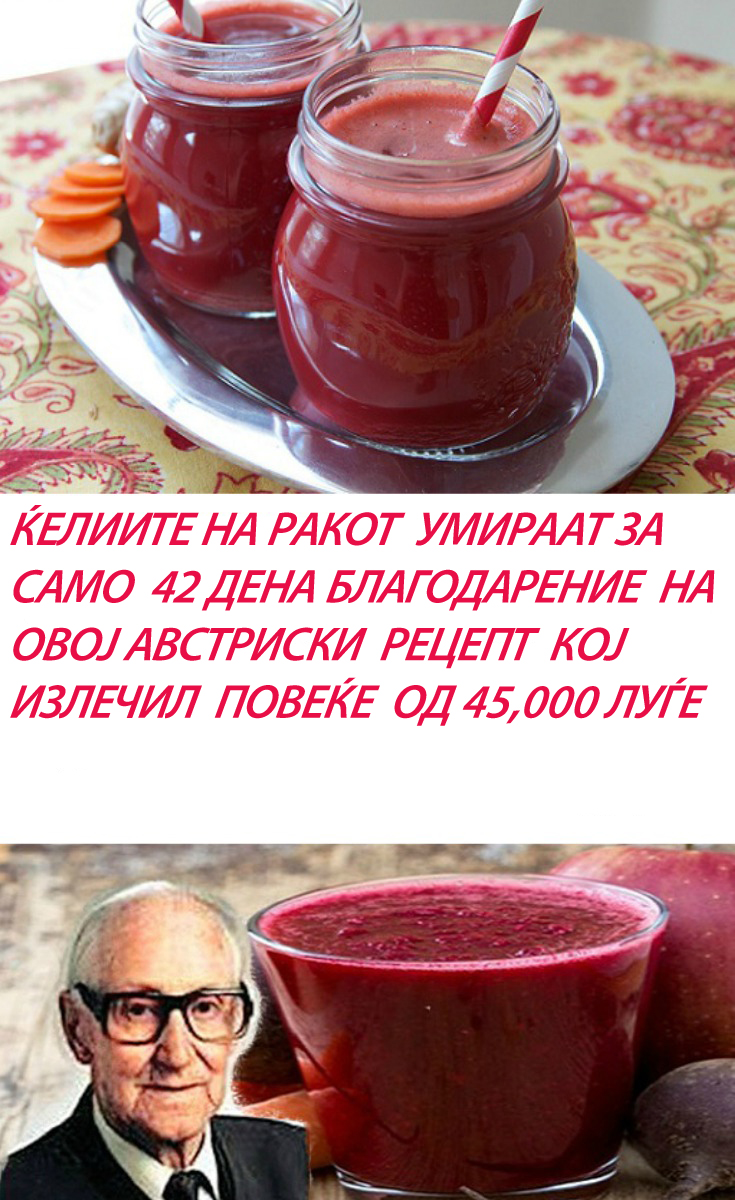 ЌЕЛИИТЕ НА РАКОТ УМИРААТ ЗА
САМО 42 ДЕНА БЛАГОДАРЕНИЕ НА
ОВОЈ АВСТРИСКИ РЕЦЕПТ КОЈ
ИЗЛЕЧИЛ ПОВЕЌЕ ОД 45,000 ЛУЃЕ